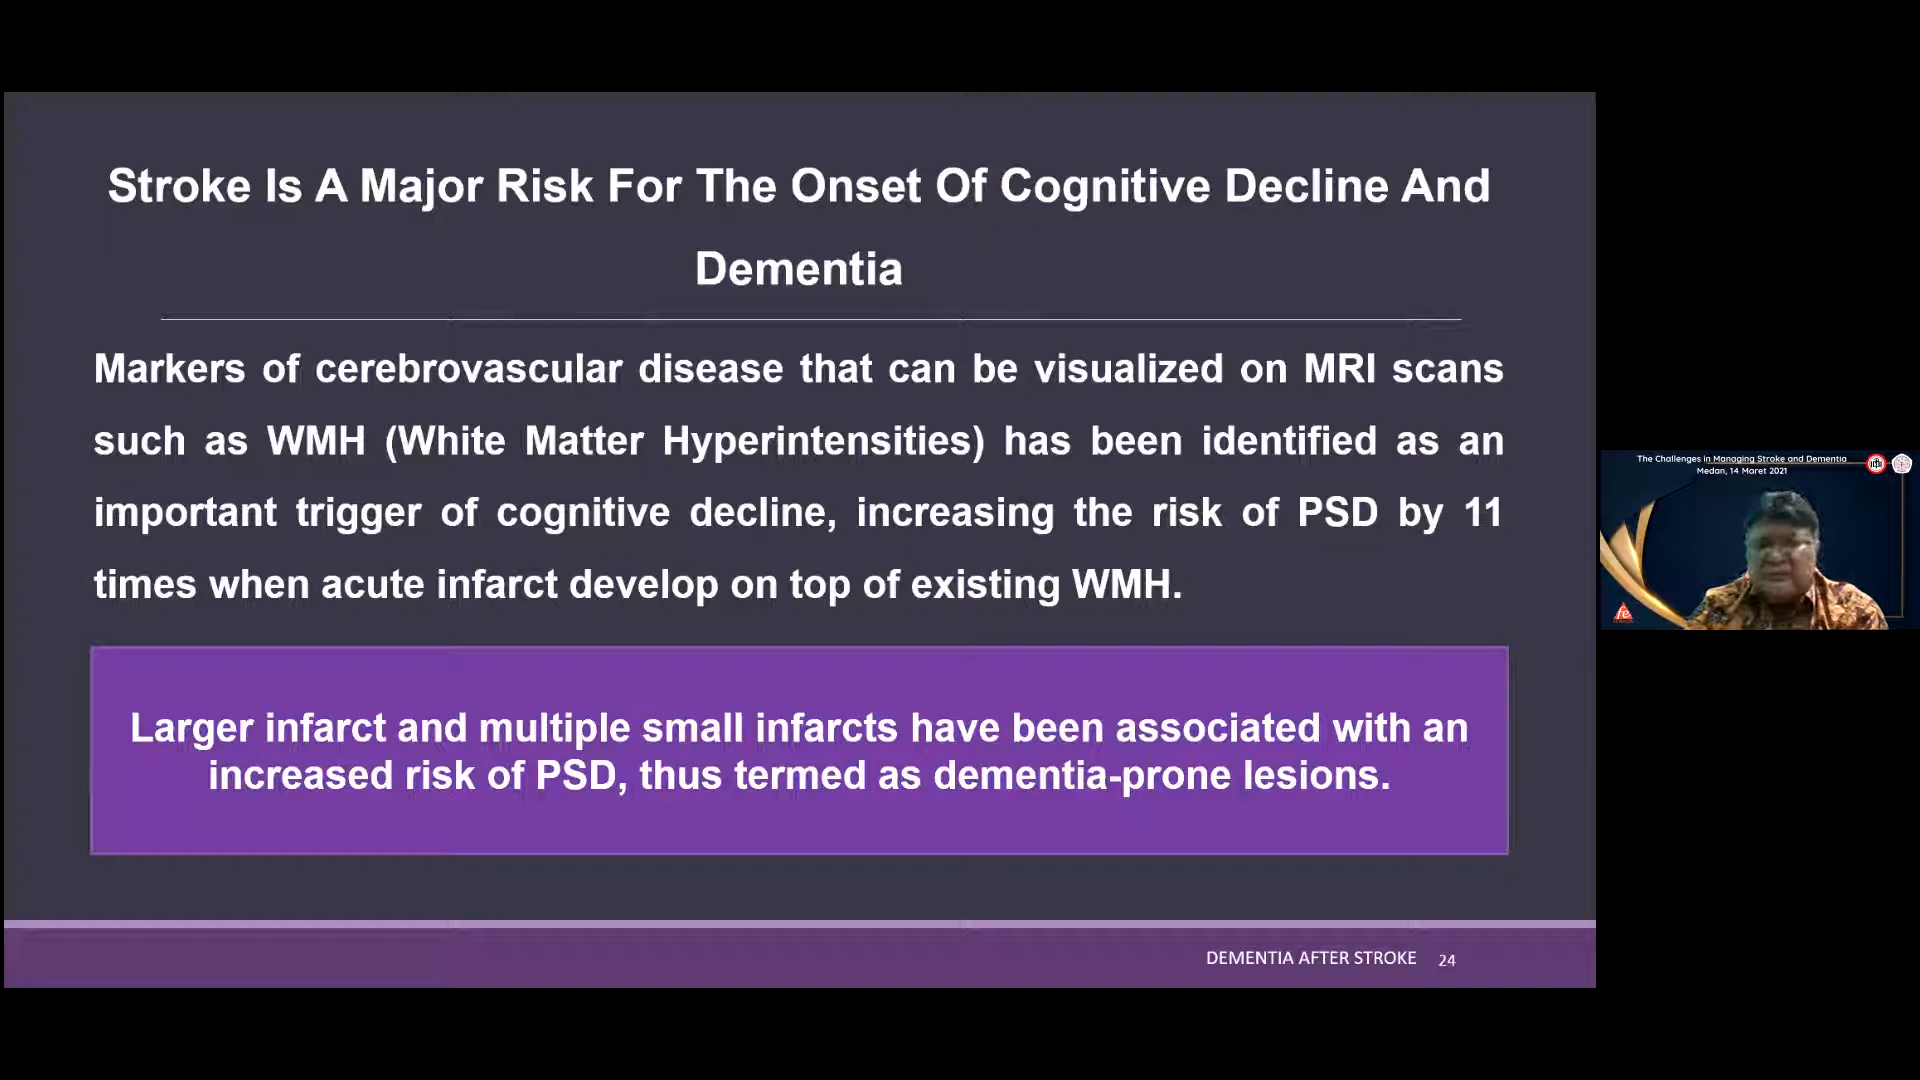 Stroke Is A Major Risk For The Onset Of Cognitive Decline And
Dementia
Markers of cerebrovascular disease that can be visualized on MRI scans
such as WMH (White Matter Hyperintensities) has been identified as an
important trigger of cognitive decline, increasing the risk of PSD by 11
times when acute infarct develop on top of existing WMH.
Larger infarct and multiple small infarcts have been associated with an
increased risk of PSD, thus termed as dementia-prone lesions.
DEMENTIA AFTER STROKE 24
The Challenges in Managing Stroke and Dementia
Medan, 14 Maret 2021